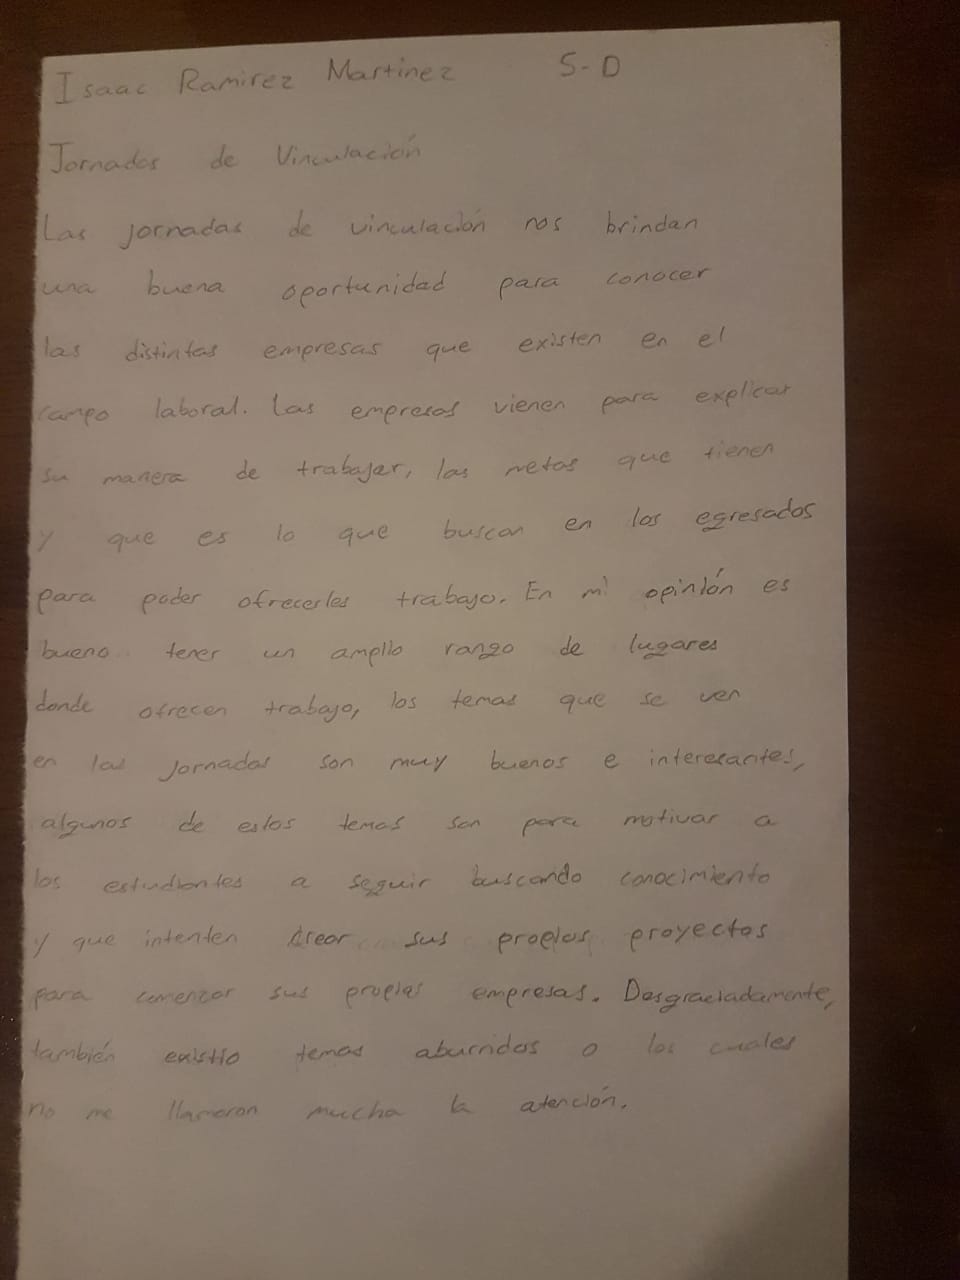 Isaac Ramirez Martinez 5-D
Jornadas de Vinculación
Las jornadas de vinculación nos brindan
una buena oportunidad para conocer
las distintas empresas que existen en el
campo laboral. Las empresas vienen para explicar
su manera de trabajar, las metas que tienen
y que es lo que buscan en los egresados
para poder ofrecerles trabajo. En mi opinión es
bueno tener un amplio rango de lugares
donde ofrecen trabajo, los temas que se ven
en las jornadas son muy buenos e interesantes,
algunos de estos temas son para motivar a
los estudiantes a seguir buscando conocimiento
y que intenten crear sus propios proyectos
para comenzar sus propias empresas. Desgraciadamente,
también existio temas aburridos o los cuales
no me llamaron mucha la atención.